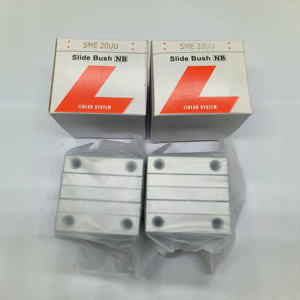 SME 20UU
Slide Bush NB
L
LINEAR SYSTEM
SME 20UU
Slide Bush NB
L
LINEAR SYSTEM